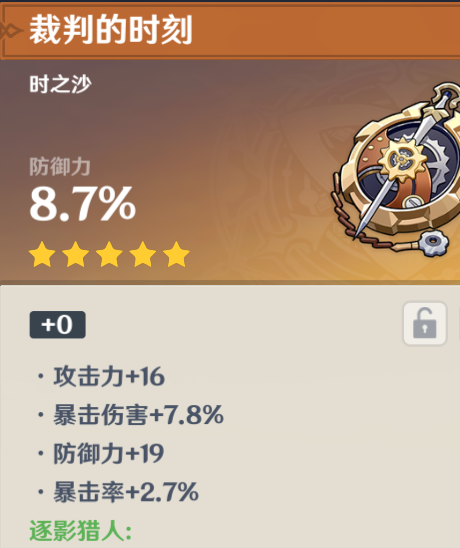 裁判的时刻
时之沙
防御力
8.7%
+0
·攻击力+16
·暴击伤害+7.8%
·防御力+19
·暴击率+2.7%
逐影猎人: